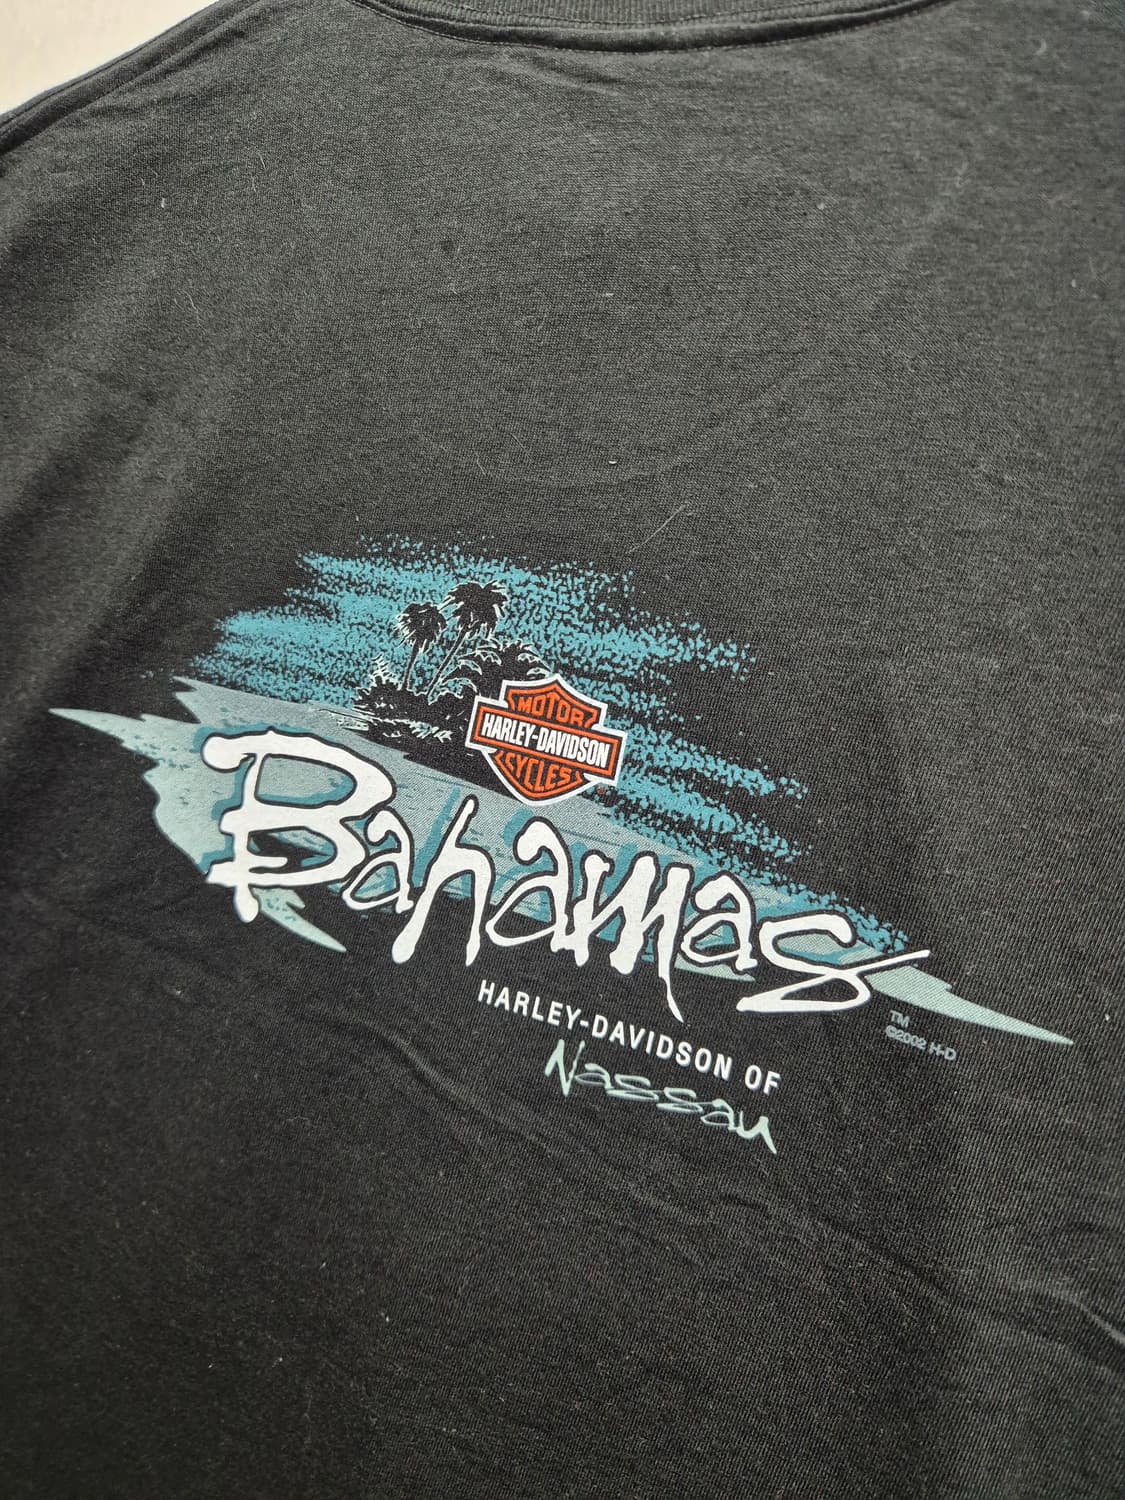 MOTOR
HARLEY-DAVIDSON
CYCLES
Bahamas
TM
©2002 H-D
HARLEY-DAVIDSON OF
Nassau